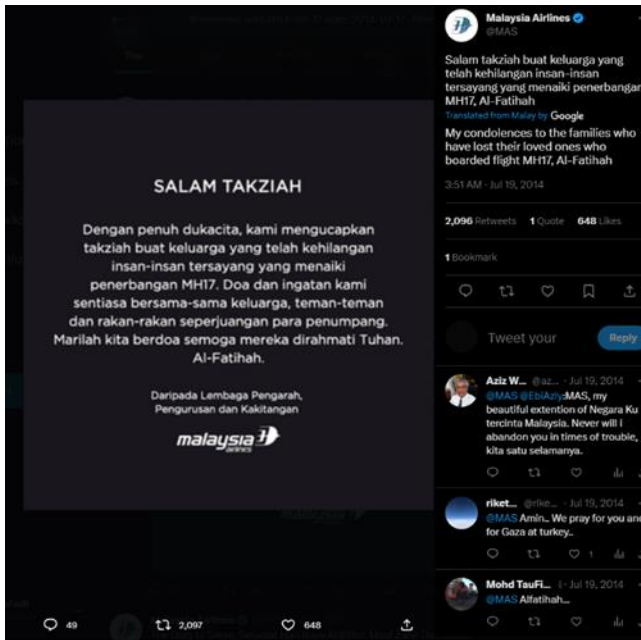 SALAM TAKZIAH
Dengan penuh dukacita, kami mengucapkan
takziah buat keluarga yang telah kehilangan
insan-insan tersayang yang menaiki
penerbangan MH17. Doa dan ingatan kami
sentiasa bersama-sama keluarga, teman-teman
dan rakan-rakan seperjuangan para penumpang.
Marilah kita berdoa semoga mereka dirahmati Tuhan.
Al-Fatihah.
Daripada Lembaga Pengarah,
Pengurusan dan Kakitangan
malaysia
airlines
49 2,097 648
Malaysia Airlines
@MAS
Salam takziah buat keluarga yang
telah kehilangan insan-insan
tersayang yang menaiki penerbangan
MH17, Al-Fatihah
Translated from Malay by Google
My condolences to the families who
have lost their loved ones who
boarded flight MH17, Al-Fatihah
3:51 AM · Jul 19, 2014
2,096 Retweets 1 Quote 648 Likes
1 Bookmark
Tweet your
Reply
Aziz W... @az... · Jul 19, 2014
@MAS @EbiAzly:MAS, my
beautiful extention of Negara Ku
tercinta Malaysia. Never will i
abandon you in times of trouble,
kita satu selamanya.
riket... @rike... · Jul 19, 2014
@MAS Amin.. We pray for you and
for Gaza at turkey..
1
Mohd TauFi... · Jul 19, 2014
@MAS Alfatihah...